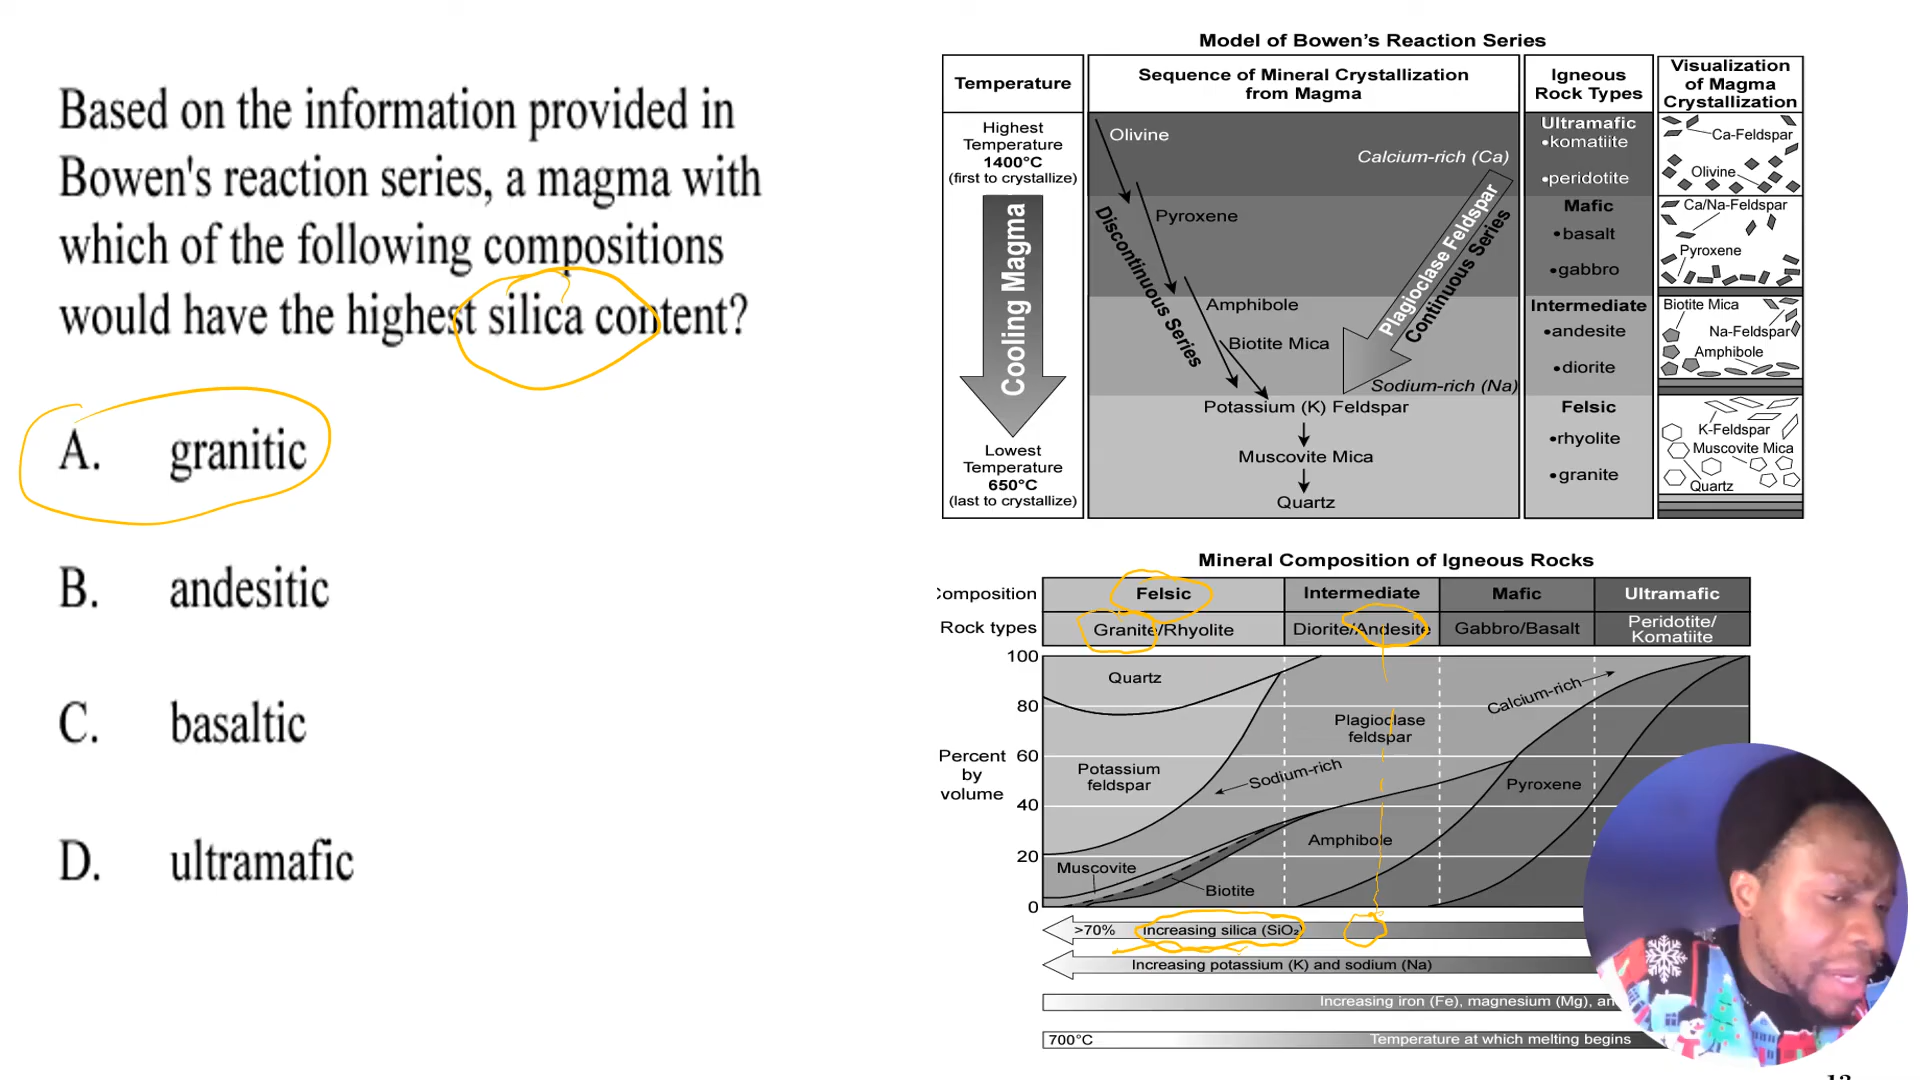 Based on the information provided in
Bowen's reaction series, a magma with
which of the following compositions
would have the highest silica content?
A. granitic
B. andesitic
C. basaltic
D. ultramafic
Model of Bowen's Reaction Series
Temperature
Sequence of Mineral Crystallization
from Magma
Igneous
Rock Types
Visualization
of Magma
Crystallization
Highest
Temperature
1400°C
(first to crystallize)
Cooling Magma
Lowest
Temperature
650°C
(last to crystallize)
Olivine
Pyroxene
Amphibole
Biotite Mica
Discontinuous Series
Calcium-rich (Ca)
Plagioclase Feldspar
Continuous Series
Sodium-rich (Na)
Potassium (K) Feldspar
Muscovite Mica
Quartz
Ultramafic
•komatiite
•peridotite
Mafic
•basalt
•gabbro
Intermediate
•andesite
•diorite
Felsic
•rhyolite
•granite
Ca-Feldspar
Olivine
Ca/Na-Feldspar
Pyroxene
Biotite Mica
Na-Feldspar
Amphibole
K-Feldspar
Muscovite Mica
Quartz
Mineral Composition of Igneous Rocks
omposition Felsic Intermediate Mafic Ultramafic
Rock types Granite/Rhyolite Diorite/Andesite Gabbro/Basalt Peridotite/
Komatiite
Percent
by
volume
100
80
60
40
20
0
Quartz
Potassium
feldspar
Muscovite
Biotite
Sodium-rich
Plagioclase
feldspar
Calcium-rich
Amphibole
Pyroxene
>70% Increasing silica (SiO₂
Increasing potassium (K) and sodium (Na)
Increasing iron (Fe), magnesium (Mg), an
700°C Temperature at which melting begins